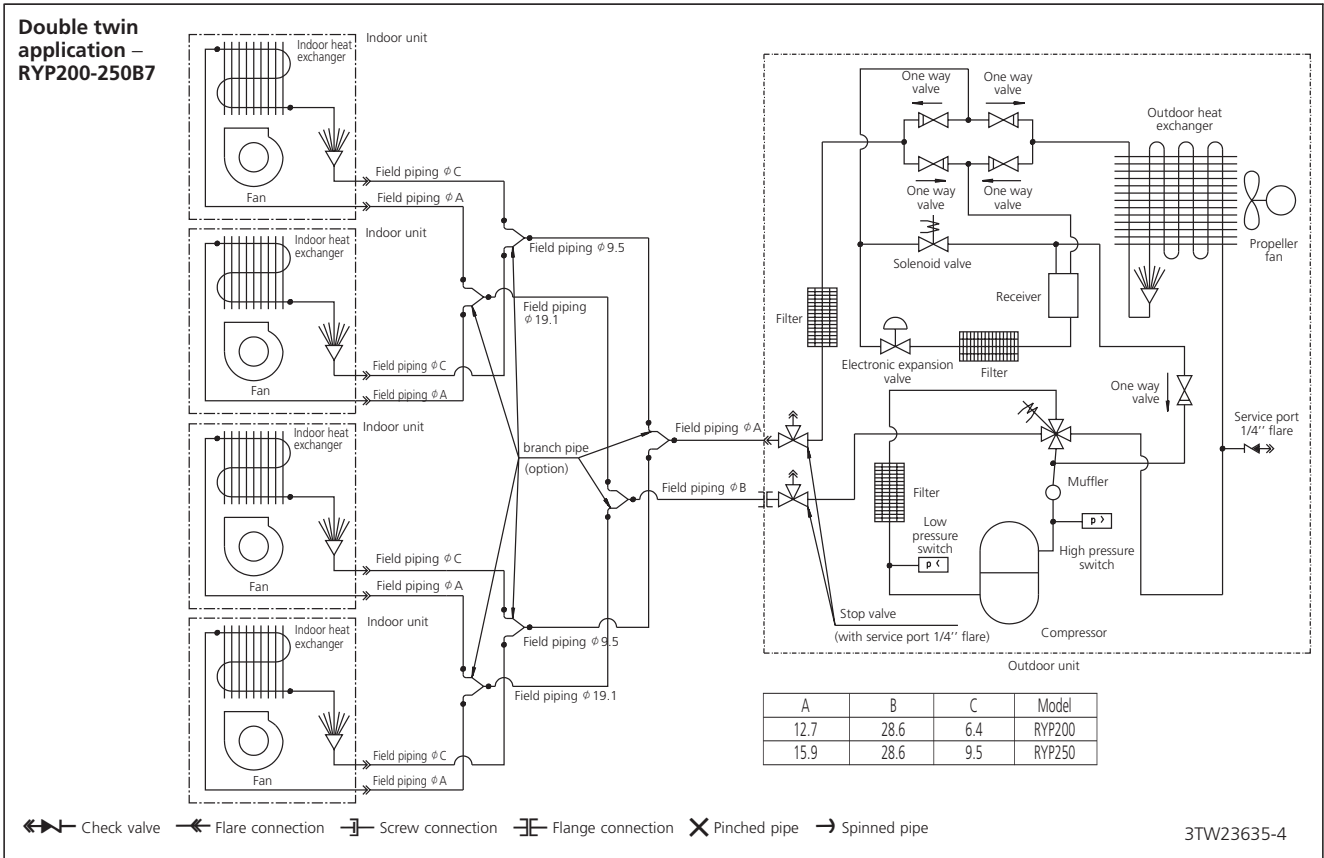 Double twin
application –
RYP200-250B7
Indoor unit
Indoor heat
exchanger
Fan
Field piping ϕC
Field piping ϕA
Indoor unit
Indoor heat
exchanger
Fan
Field piping ϕC
Field piping ϕA
Indoor unit
Indoor heat
exchanger
Fan
Field piping ϕC
Field piping ϕA
Indoor unit
Indoor heat
exchanger
Fan
Field piping ϕC
Field piping ϕA
Field piping ϕ9.5
Field piping
ϕ19.1
branch pipe
(option)
Field piping ϕ9.5
Field piping ϕ19.1
Field piping ϕA
Field piping ϕB
One way
valve
One way
valve
One way
valve
One way
valve
Outdoor heat
exchanger
Propeller
fan
Solenoid valve
Receiver
Filter
Electronic expansion
valve
Filter
One way
valve
Service port
1/4’’ flare
Filter
Muffler
Low
pressure
switch
p <
p >
High pressure
switch
Stop valve
(with service port 1/4’’ flare)
Compressor
Outdoor unit
A B C Model
12.7 28.6 6.4 RYP200
15.9 28.6 9.5 RYP250
Check valve Flare connection Screw connection Flange connection Pinched pipe Spinned pipe
3TW23635-4